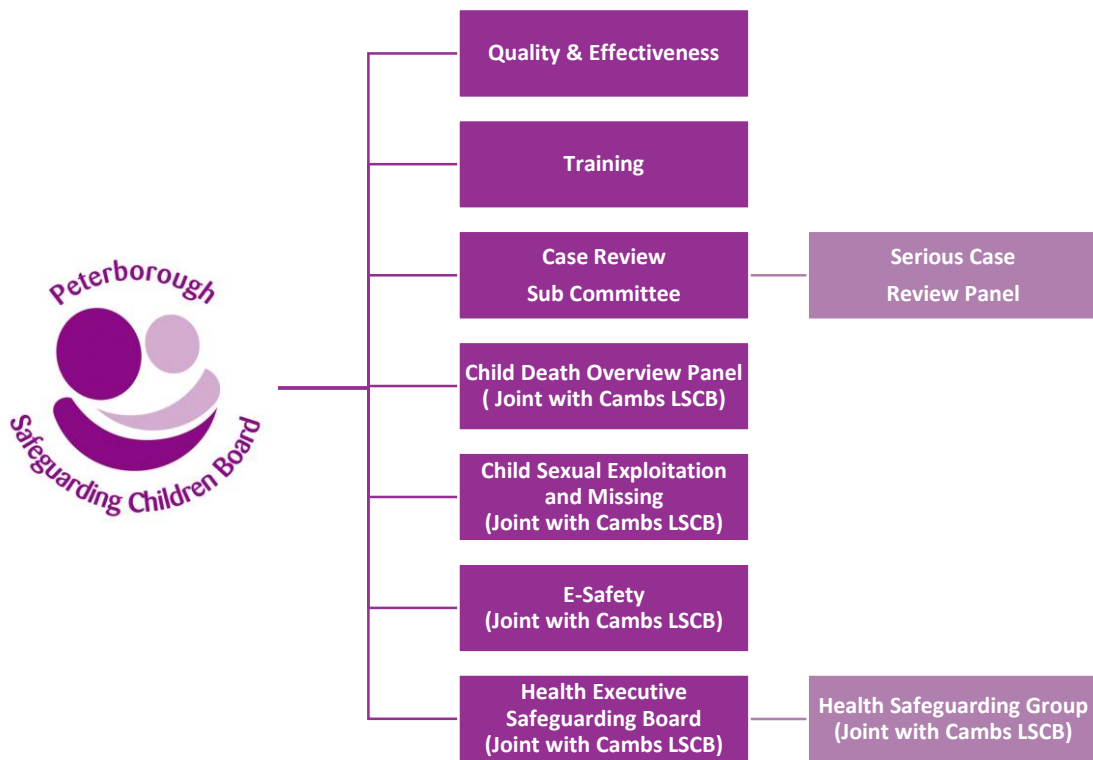 Peterborough
Safeguarding Children Board
Quality & Effectiveness
Training
Case Review
Sub Committee
Serious Case
Review Panel
Child Death Overview Panel
( Joint with Cambs LSCB)
Child Sexual Exploitation
and Missing
(Joint with Cambs LSCB)
E-Safety
(Joint with Cambs LSCB)
Health Executive
Safeguarding Board
(Joint with Cambs LSCB)
Health Safeguarding Group
(Joint with Cambs LSCB)